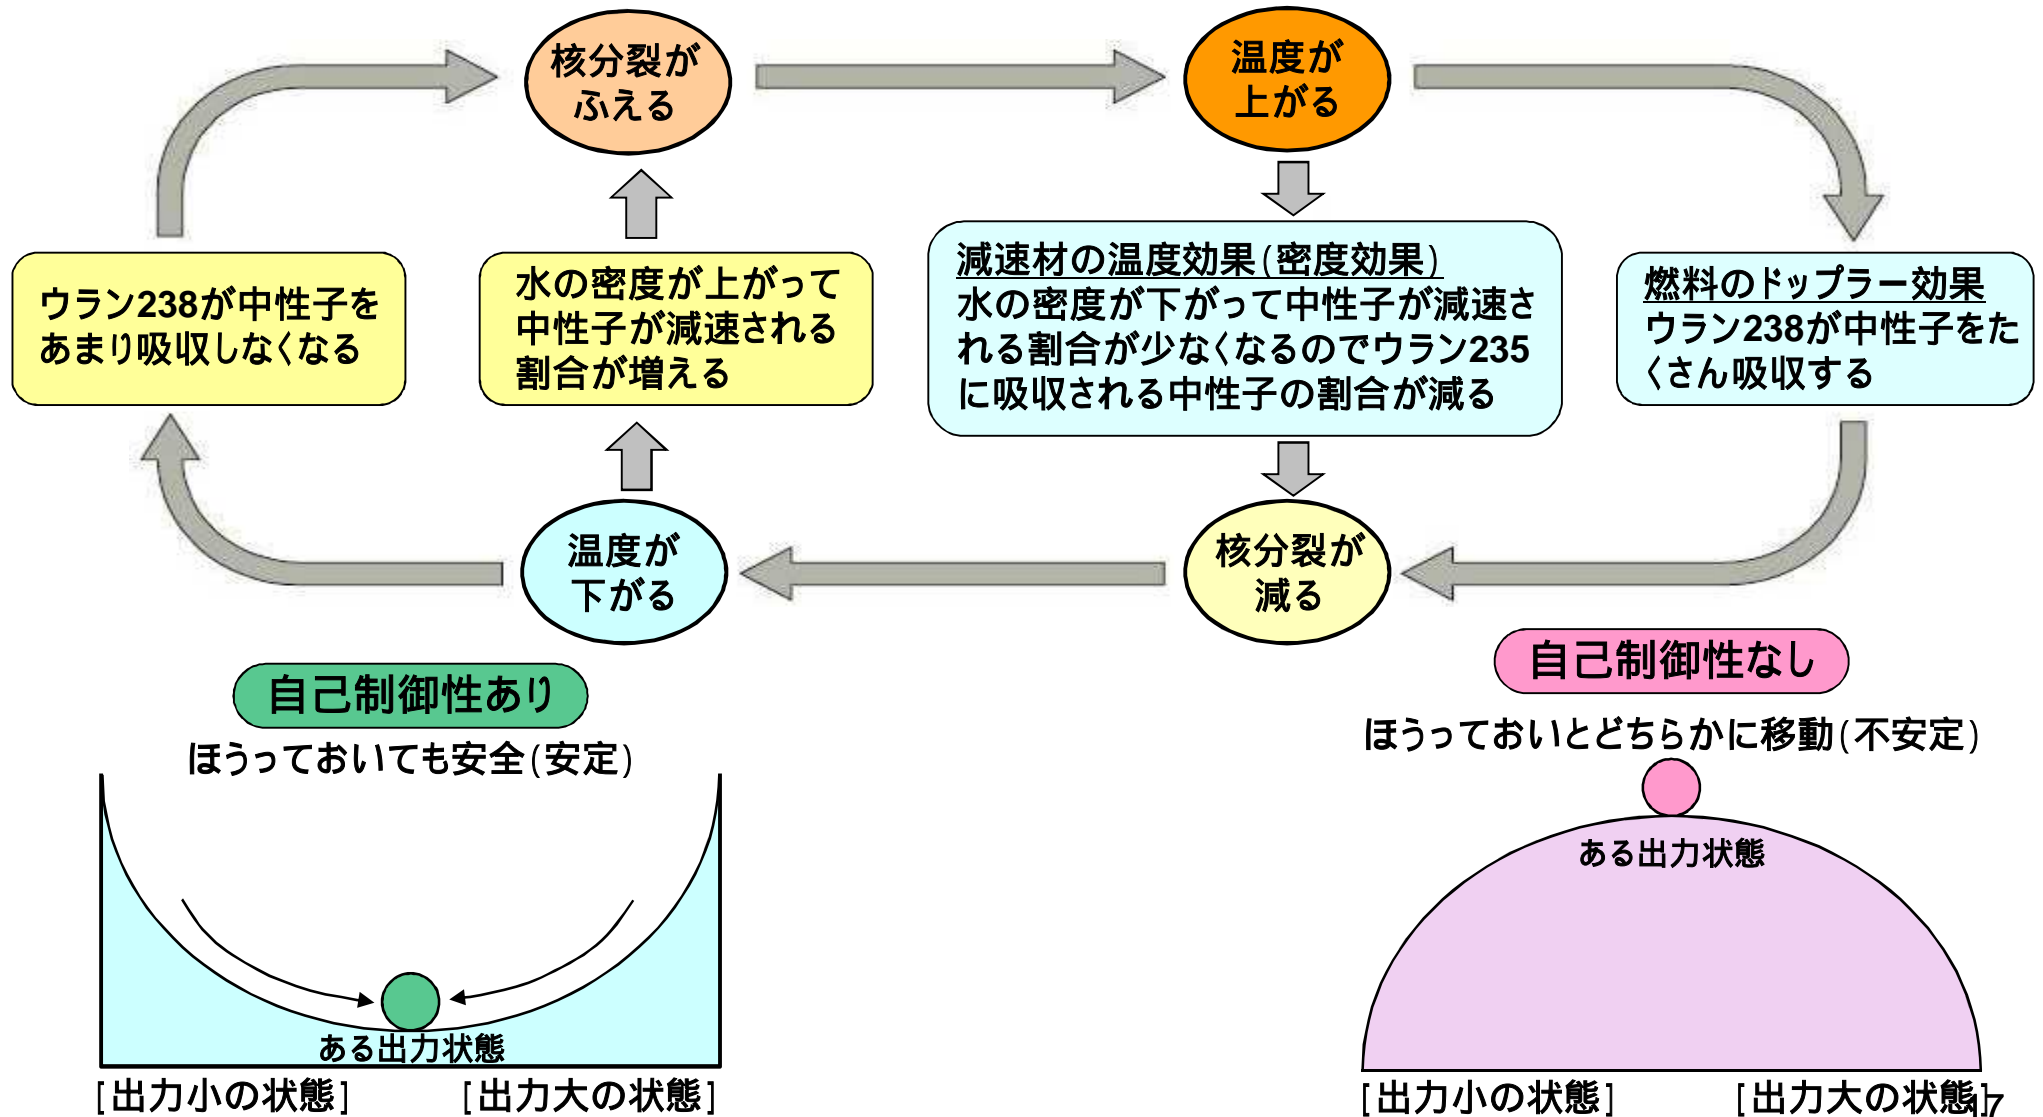 核分裂が
ふえる
温度が
上がる
ウラン238が中性子を
あまり吸収しなくなる
水の密度が上がって
中性子が減速される
割合が増える
減速材の温度効果(密度効果)
水の密度が下がって中性子が減速さ
れる割合が少なくなるのでウラン235
に吸収される中性子の割合が減る
燃料のドップラー効果
ウラン238が中性子をた
くさん吸収する
温度が
下がる
核分裂が
減る
自己制御性あり
ほうっておいても安全(安定)
ある出力状態
[出力小の状態]
[出力大の状態]
自己制御性なし
ほうっておいとどちらかに移動(不安定)
ある出力状態
[出力小の状態]
[出力大の状態]